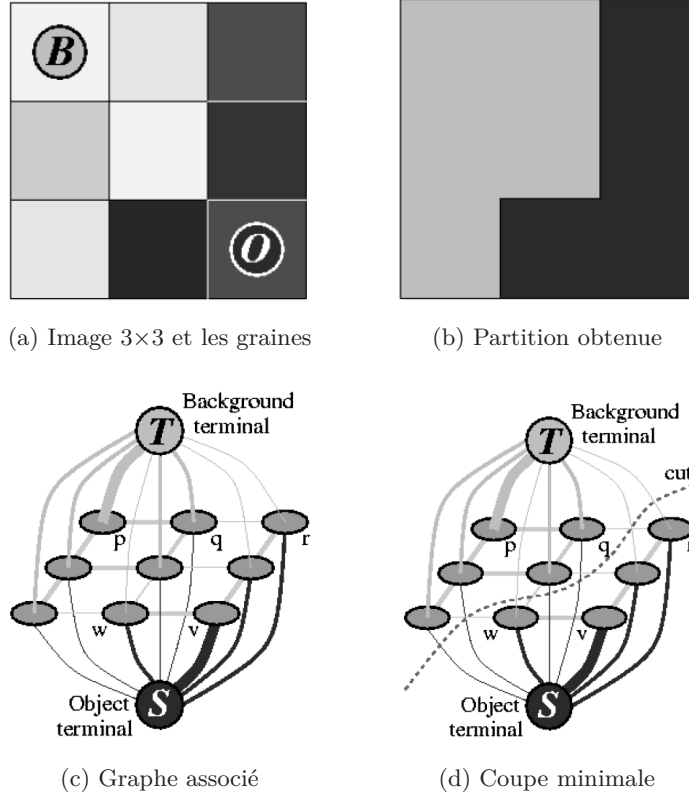 B
O
(a) Image 3×3 et les graines
(b) Partition obtenue
Background
terminal
T
p
q
r
w
v
Object
terminal
S
(c) Graphe associé
Background
terminal
T
cut
p
q
r
w
v
Object
terminal
S
(d) Coupe minimale